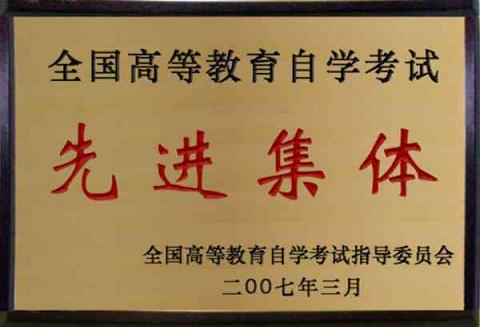 全国高等教育自学考试
先进集体
全国高等教育自学考试指导委员会
二00七年三月